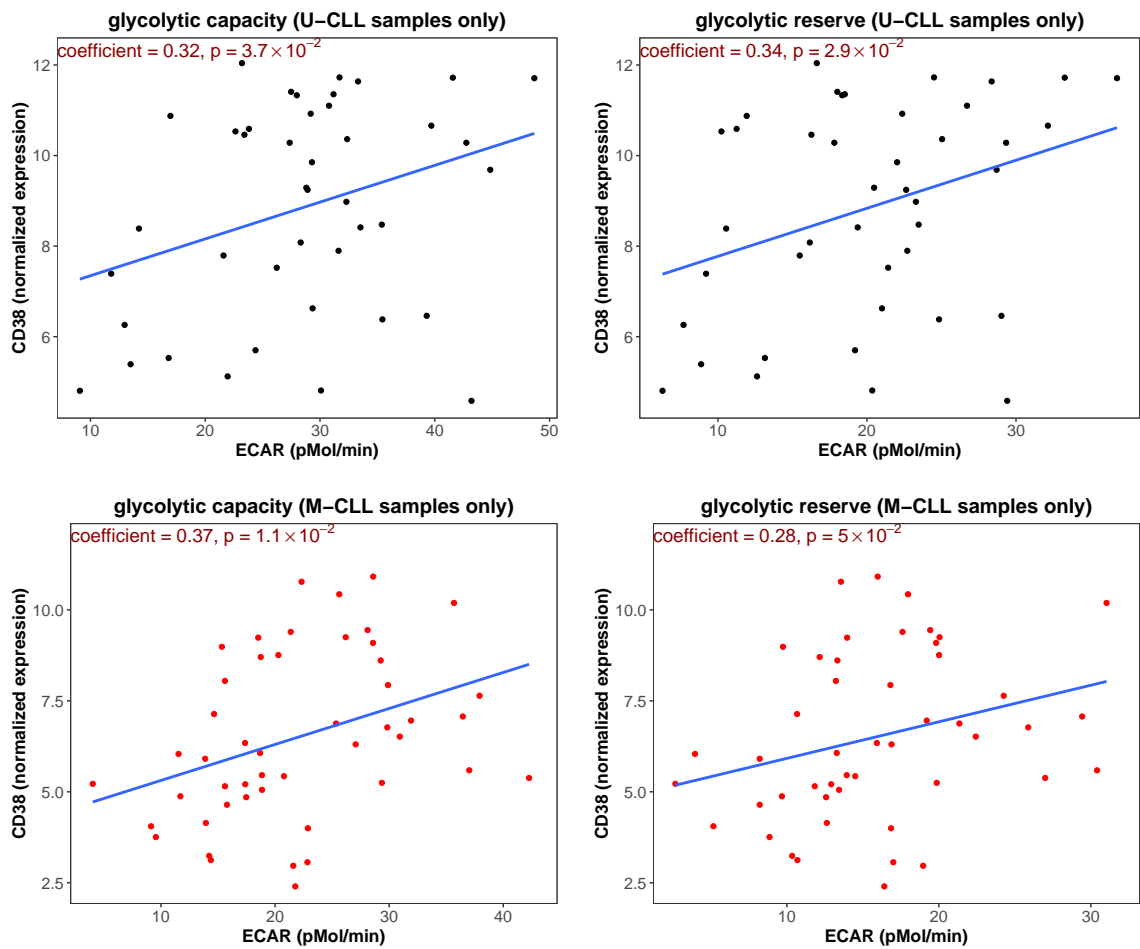 glycolytic capacity (U−CLL samples only)
coefficient = 0.32, p = 3.7 × 10⁻²
CD38 (normalized expression)
12
10
8
6
10 20 30 40 50
ECAR (pMol/min)
glycolytic reserve (U−CLL samples only)
coefficient = 0.34, p = 2.9 × 10⁻²
CD38 (normalized expression)
12
10
8
6
10 20 30
ECAR (pMol/min)
glycolytic capacity (M−CLL samples only)
coefficient = 0.37, p = 1.1 × 10⁻²
CD38 (normalized expression)
10.0
7.5
5.0
2.5
10 20 30 40
ECAR (pMol/min)
glycolytic reserve (M−CLL samples only)
coefficient = 0.28, p = 5 × 10⁻²
CD38 (normalized expression)
10.0
7.5
5.0
2.5
10 20 30
ECAR (pMol/min)